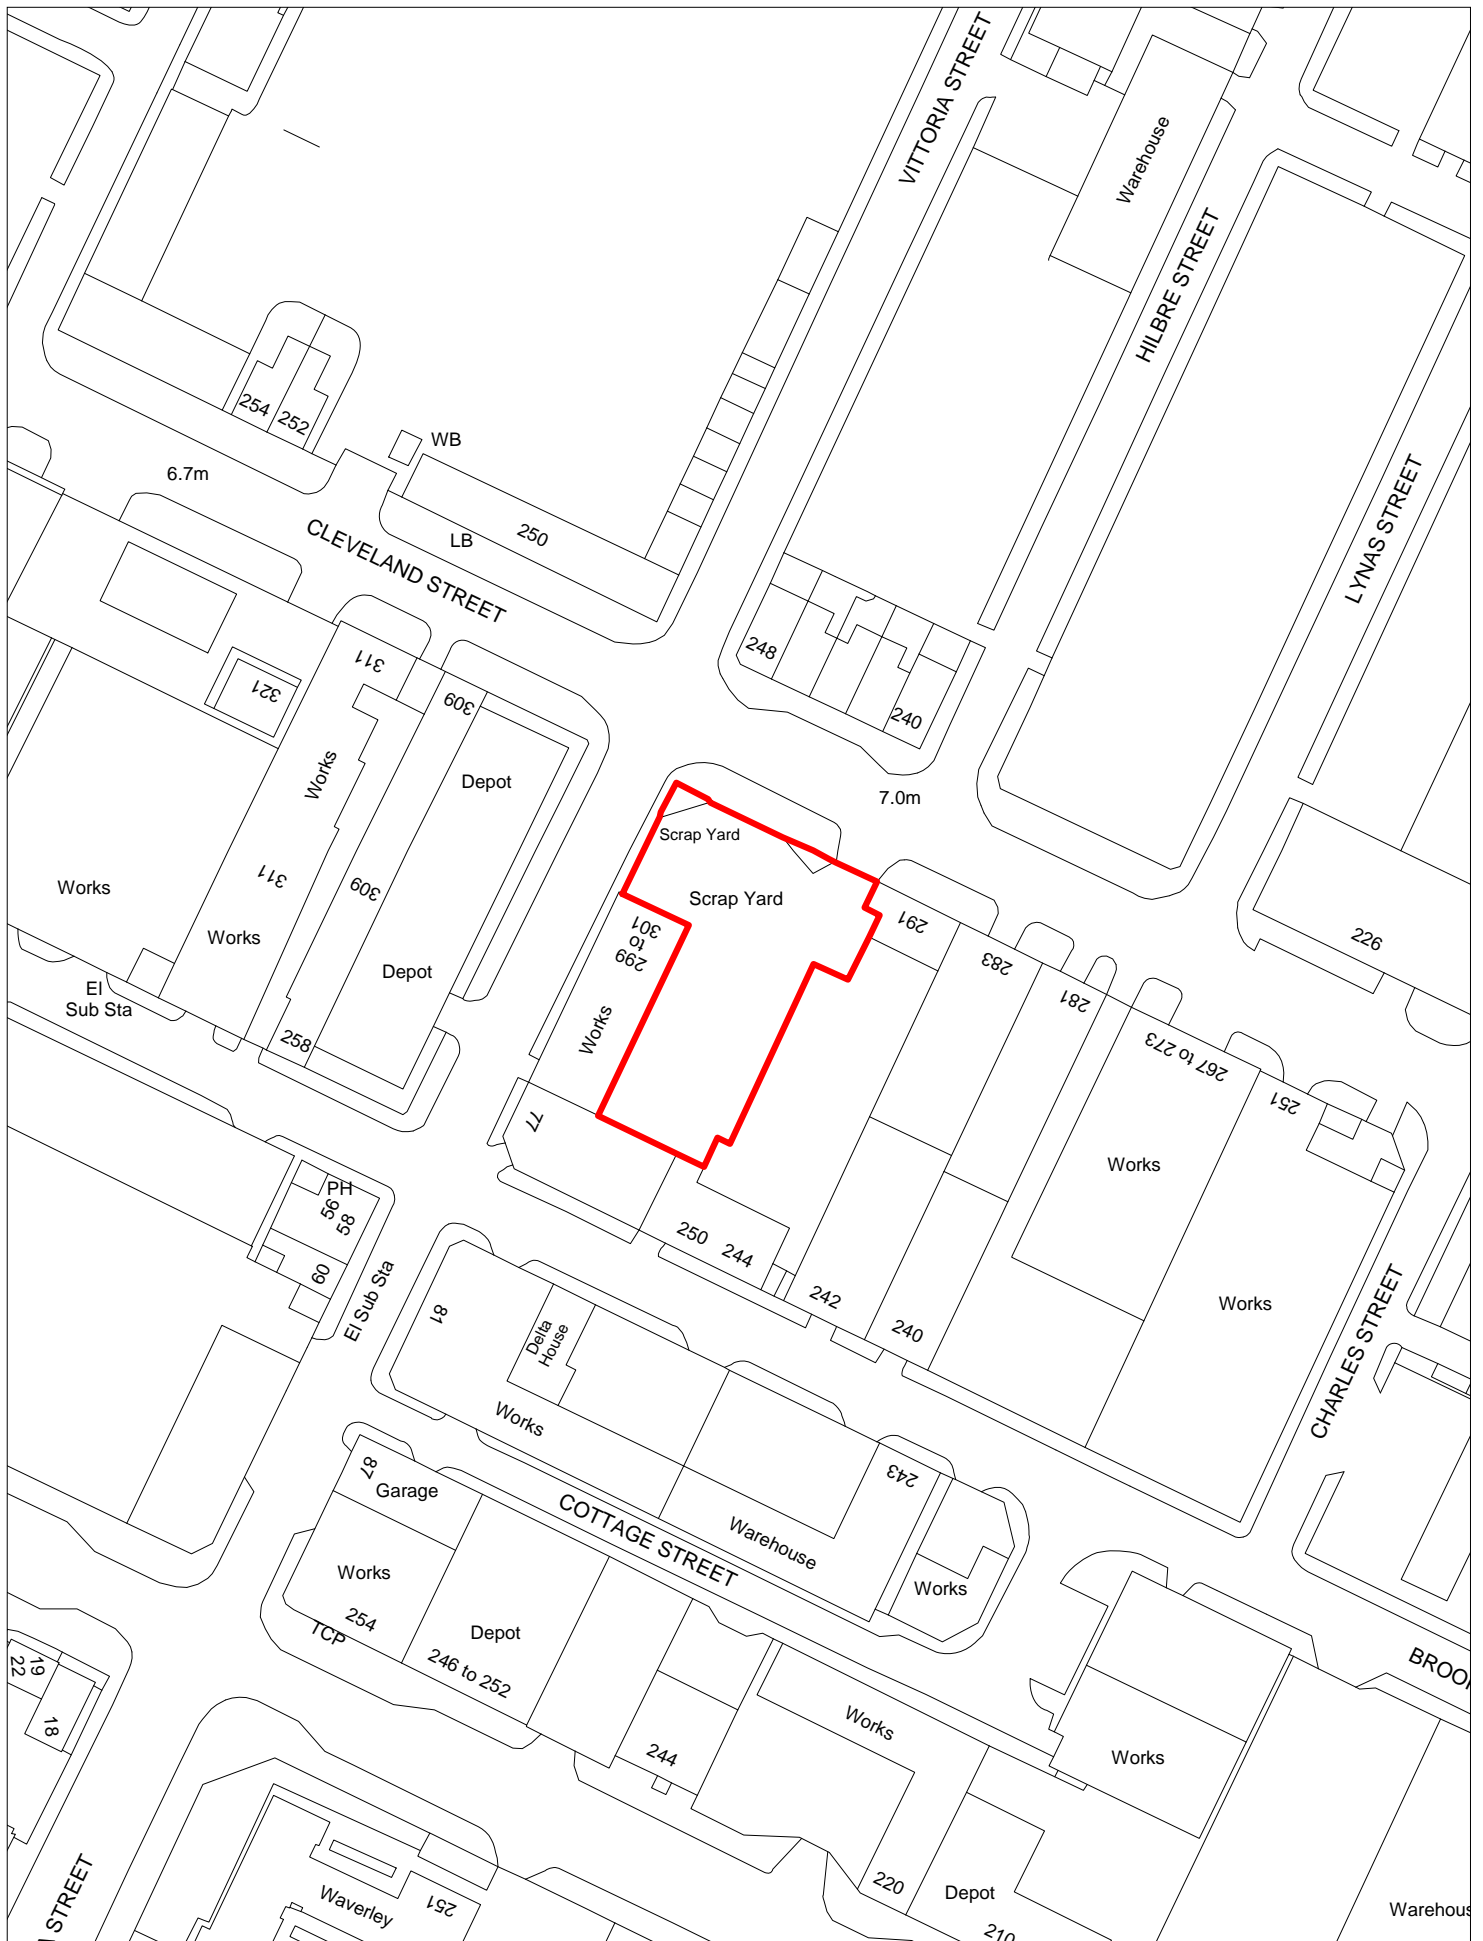 VITTORIA STREET
Warehouse
HILBRE STREET
LYNAS STREET
254
252
WB
6.7m
250
LB
CLEVELAND STREET
248
240
311
321
309
Works
Depot
7.0m
Scrap Yard
Scrap Yard
311
309
Works
Works
Depot
301
to
299
Works
291
283
281
267 to 273
251
226
El
Sub Sta
258
77
Works
PH
56
58
60
El Sub Sta
250
244
242
240
Works
CHARLES STREET
81
Delta
House
Works
87
Garage
243
COTTAGE STREET
Warehouse
Works
Works
254
TCP
Depot
246 to 252
19
22
18
244
Works
Works
BROO
220
Depot
210
Warehous
Waverley
251
STREET